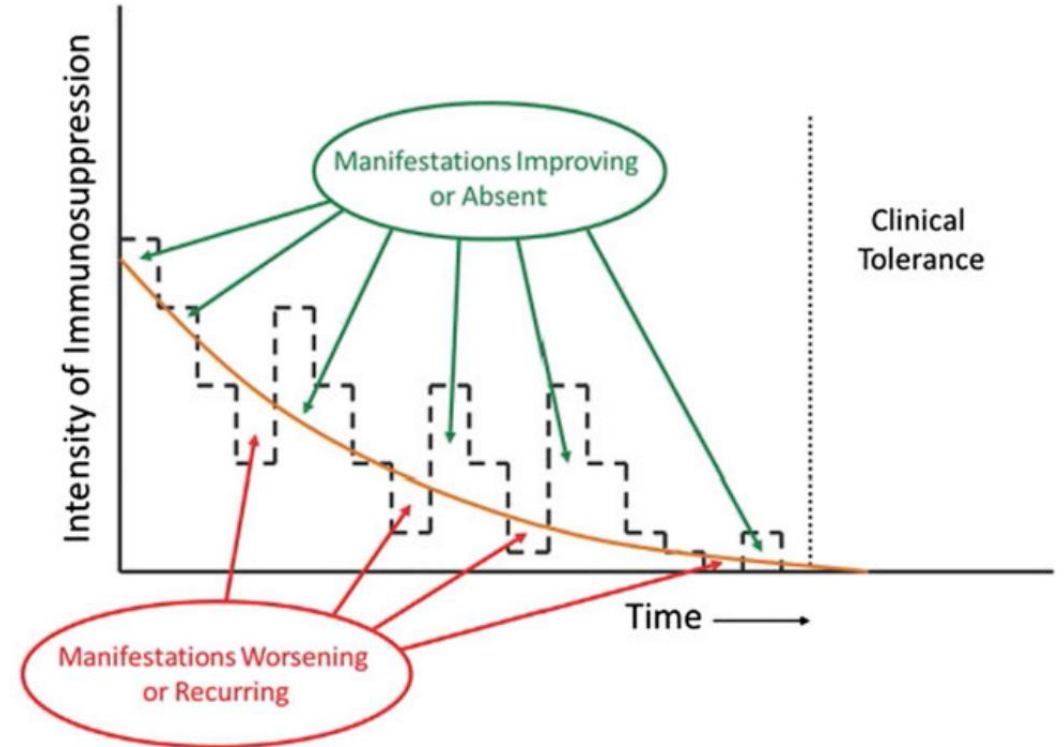 Intensity of Immunosuppression
Manifestations Improving
or Absent
Clinical
Tolerance
Time
Manifestations Worsening
or Recurring